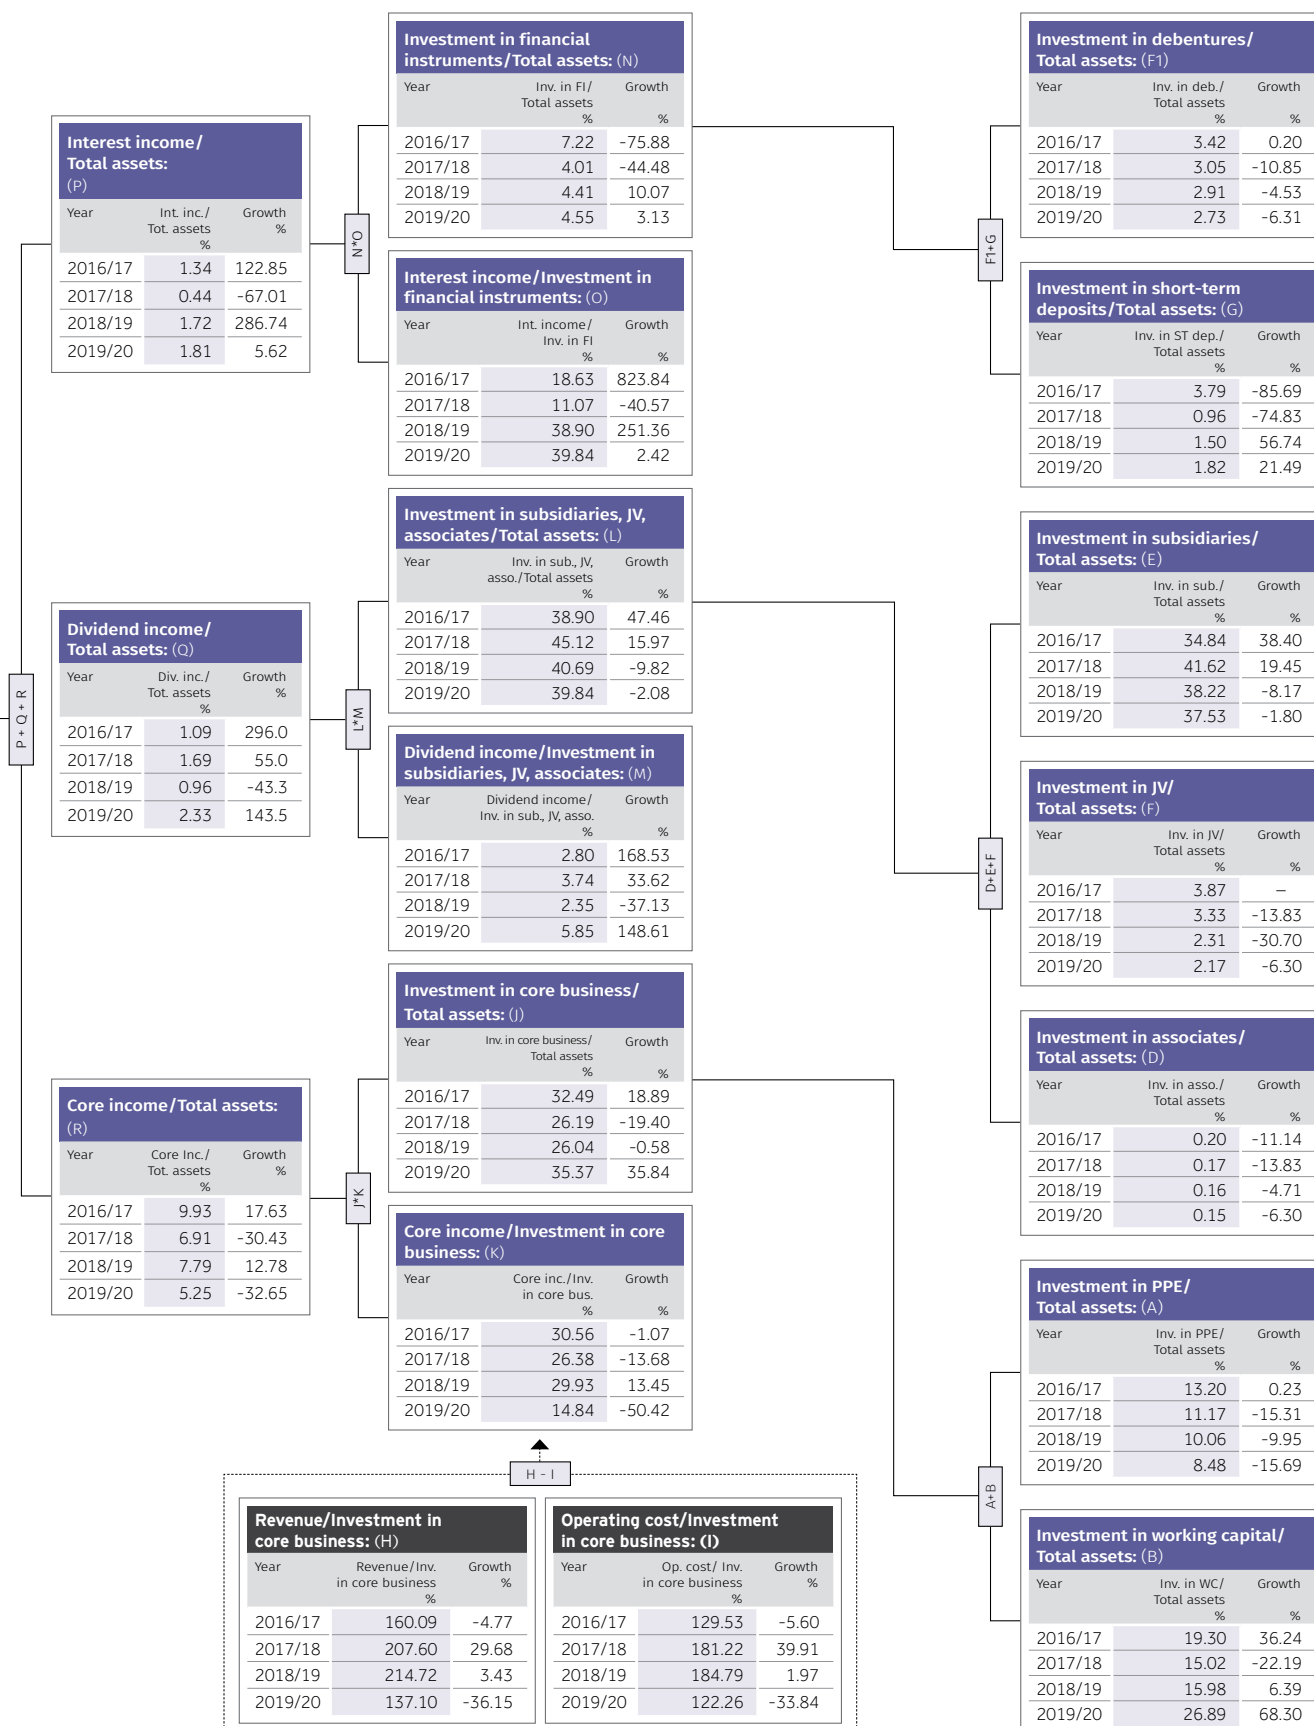 P + Q + R
Interest income/
Total assets:
(P)
Year Int. inc./ Growth
Tot. assets %
%
2016/17 1.34 122.85
2017/18 0.44 -67.01
2018/19 1.72 286.74
2019/20 1.81 5.62
Dividend income/
Total assets: (Q)
Year Div. inc./ Growth
Tot. assets %
%
2016/17 1.09 296.0
2017/18 1.69 55.0
2018/19 0.96 -43.3
2019/20 2.33 143.5
Core income/Total assets:
(R)
Year Core Inc./ Growth
Tot. assets %
%
2016/17 9.93 17.63
2017/18 6.91 -30.43
2018/19 7.79 12.78
2019/20 5.25 -32.65
N*O
L*M
J*K
Investment in financial
instruments/Total assets: (N)
Year Inv. in FI/ Growth
Total assets
% %
2016/17 7.22 -75.88
2017/18 4.01 -44.48
2018/19 4.41 10.07
2019/20 4.55 3.13
Interest income/Investment in
financial instruments: (O)
Year Int. income/ Growth
Inv. in FI
% %
2016/17 18.63 823.84
2017/18 11.07 -40.57
2018/19 38.90 251.36
2019/20 39.84 2.42
Investment in subsidiaries, JV,
associates/Total assets: (L)
Year Inv. in sub., JV, Growth
asso./Total assets
% %
2016/17 38.90 47.46
2017/18 45.12 15.97
2018/19 40.69 -9.82
2019/20 39.84 -2.08
Dividend income/Investment in
subsidiaries, JV, associates: (M)
Year Dividend income/ Growth
Inv. in sub., JV, asso.
% %
2016/17 2.80 168.53
2017/18 3.74 33.62
2018/19 2.35 -37.13
2019/20 5.85 148.61
Investment in core business/
Total assets: (J)
Year Inv. in core business/ Growth
Total assets
% %
2016/17 32.49 18.89
2017/18 26.19 -19.40
2018/19 26.04 -0.58
2019/20 35.37 35.84
Core income/Investment in core
business: (K)
Year Core inc./Inv. Growth
in core bus.
% %
2016/17 30.56 -1.07
2017/18 26.38 -13.68
2018/19 29.93 13.45
2019/20 14.84 -50.42
H - I
Revenue/Investment in
core business: (H)
Year Revenue/Inv. Growth
in core business %
%
2016/17 160.09 -4.77
2017/18 207.60 29.68
2018/19 214.72 3.43
2019/20 137.10 -36.15
Operating cost/Investment
in core business: (I)
Year Op. cost/ Inv. Growth
in core business %
%
2016/17 129.53 -5.60
2017/18 181.22 39.91
2018/19 184.79 1.97
2019/20 122.26 -33.84
F1+G
D+E+F
A+B
Investment in debentures/
Total assets: (F1)
Year Inv. in deb./ Growth
Total assets
% %
2016/17 3.42 0.20
2017/18 3.05 -10.85
2018/19 2.91 -4.53
2019/20 2.73 -6.31
Investment in short-term
deposits/Total assets: (G)
Year Inv. in ST dep./ Growth
Total assets
% %
2016/17 3.79 -85.69
2017/18 0.96 -74.83
2018/19 1.50 56.74
2019/20 1.82 21.49
Investment in subsidiaries/
Total assets: (E)
Year Inv. in sub./ Growth
Total assets
% %
2016/17 34.84 38.40
2017/18 41.62 19.45
2018/19 38.22 -8.17
2019/20 37.53 -1.80
Investment in JV/
Total assets: (F)
Year Inv. in JV/ Growth
Total assets
% %
2016/17 3.87 –
2017/18 3.33 -13.83
2018/19 2.31 -30.70
2019/20 2.17 -6.30
Investment in associates/
Total assets: (D)
Year Inv. in asso./ Growth
Total assets
% %
2016/17 0.20 -11.14
2017/18 0.17 -13.83
2018/19 0.16 -4.71
2019/20 0.15 -6.30
Investment in PPE/
Total assets: (A)
Year Inv. in PPE/ Growth
Total assets
% %
2016/17 13.20 0.23
2017/18 11.17 -15.31
2018/19 10.06 -9.95
2019/20 8.48 -15.69
Investment in working capital/
Total assets: (B)
Year Inv. in WC/ Growth
Total assets
% %
2016/17 19.30 36.24
2017/18 15.02 -22.19
2018/19 15.98 6.39
2019/20 26.89 68.30